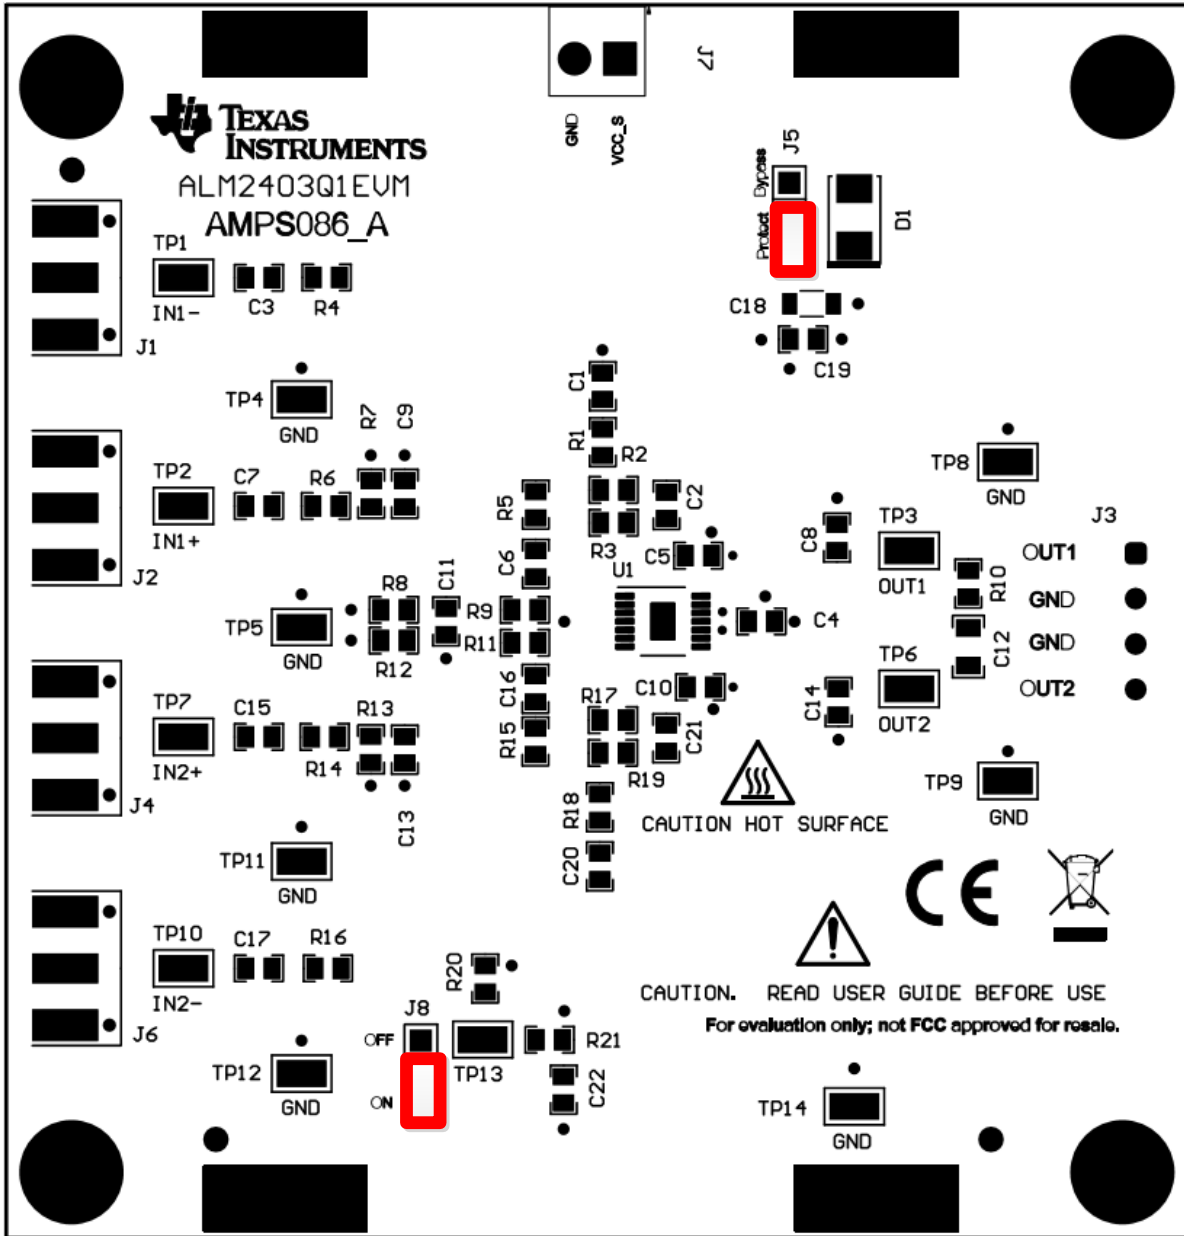 J7
GND
VCC_S
TEXAS
INSTRUMENTS
ALM2403Q1EVM
AMPS086_A
J5
Bypass
Protect
D1
TP1
IN1-
C3
R4
J1
C18
C19
TP4
GND
R7
C9
C1
R1
R2
TP2
IN1+
C7
R6
J2
R5
R3
C2
C5
C6
U1
C8
TP3
OUT1
TP8
GND
J3
OUT1
GND
GND
OUT2
R10
C12
TP5
GND
R8
R12
C11
R9
R11
C4
C16
R15
C10
R17
R19
C21
C14
TP6
OUT2
TP7
IN2+
C15
R14
R13
C13
J4
R18
C20
TP9
GND
CAUTION HOT SURFACE
TP11
GND
CE
TP10
IN2-
C17
R16
J6
R20
CAUTION. READ USER GUIDE BEFORE USE
For evaluation only; not FCC approved for resale.
J8
OFF
ON
TP13
R21
C22
TP12
GND
TP14
GND